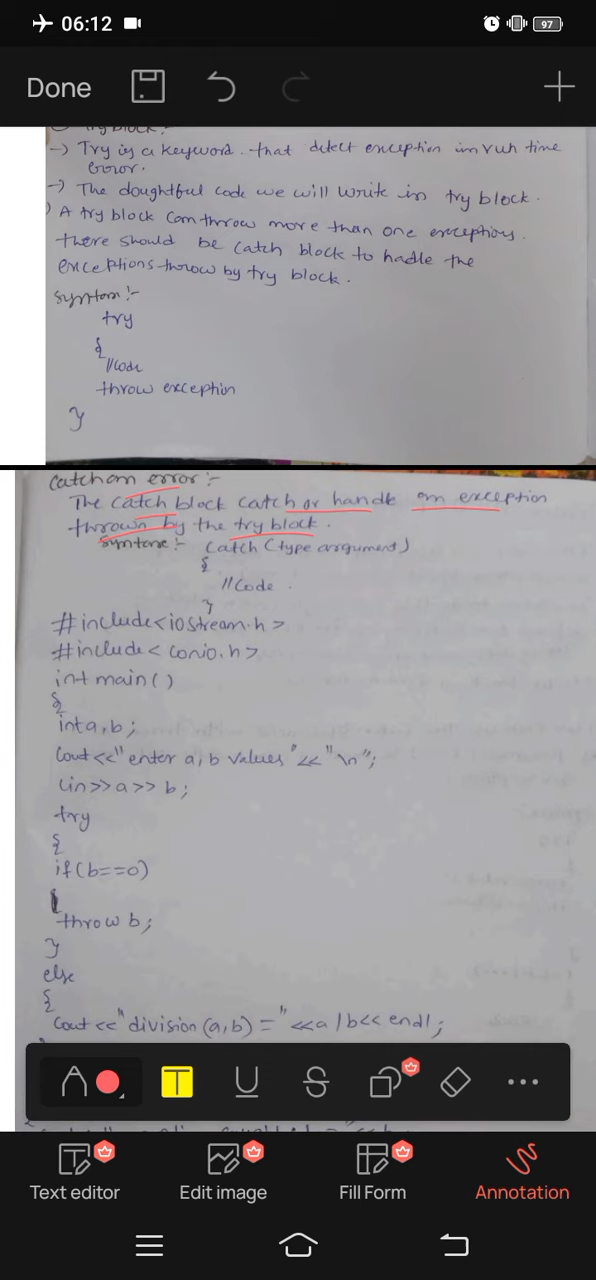 06:12
97
Done
Try block:-
-> Try is a keyword. that detect exception im run time
error.
-> The doughtful code we will write in try block.
) A try block can throw more than one exceptions.
there should be catch block to hadle the
exceptions throw by try block.
Syntax:-
try
{
//Code
throw exception
}
Catch an error:-
The catch block catch or handle an exception
thrown by the try block.
Syntax:- Catch (type argument)
{
//Code
}
#include<iostream.h>
#include<conio.h>
int main()
{
int a,b;
Cout<<"enter a,b values"<<"\n";
Cin>>a>>b;
try
{
if(b==0)
{
throw b;
}
else
{
Cout<<"division (a,b)="<<a/b<<endl;
T
U
S
Text editor
Edit image
Fill Form
Annotation